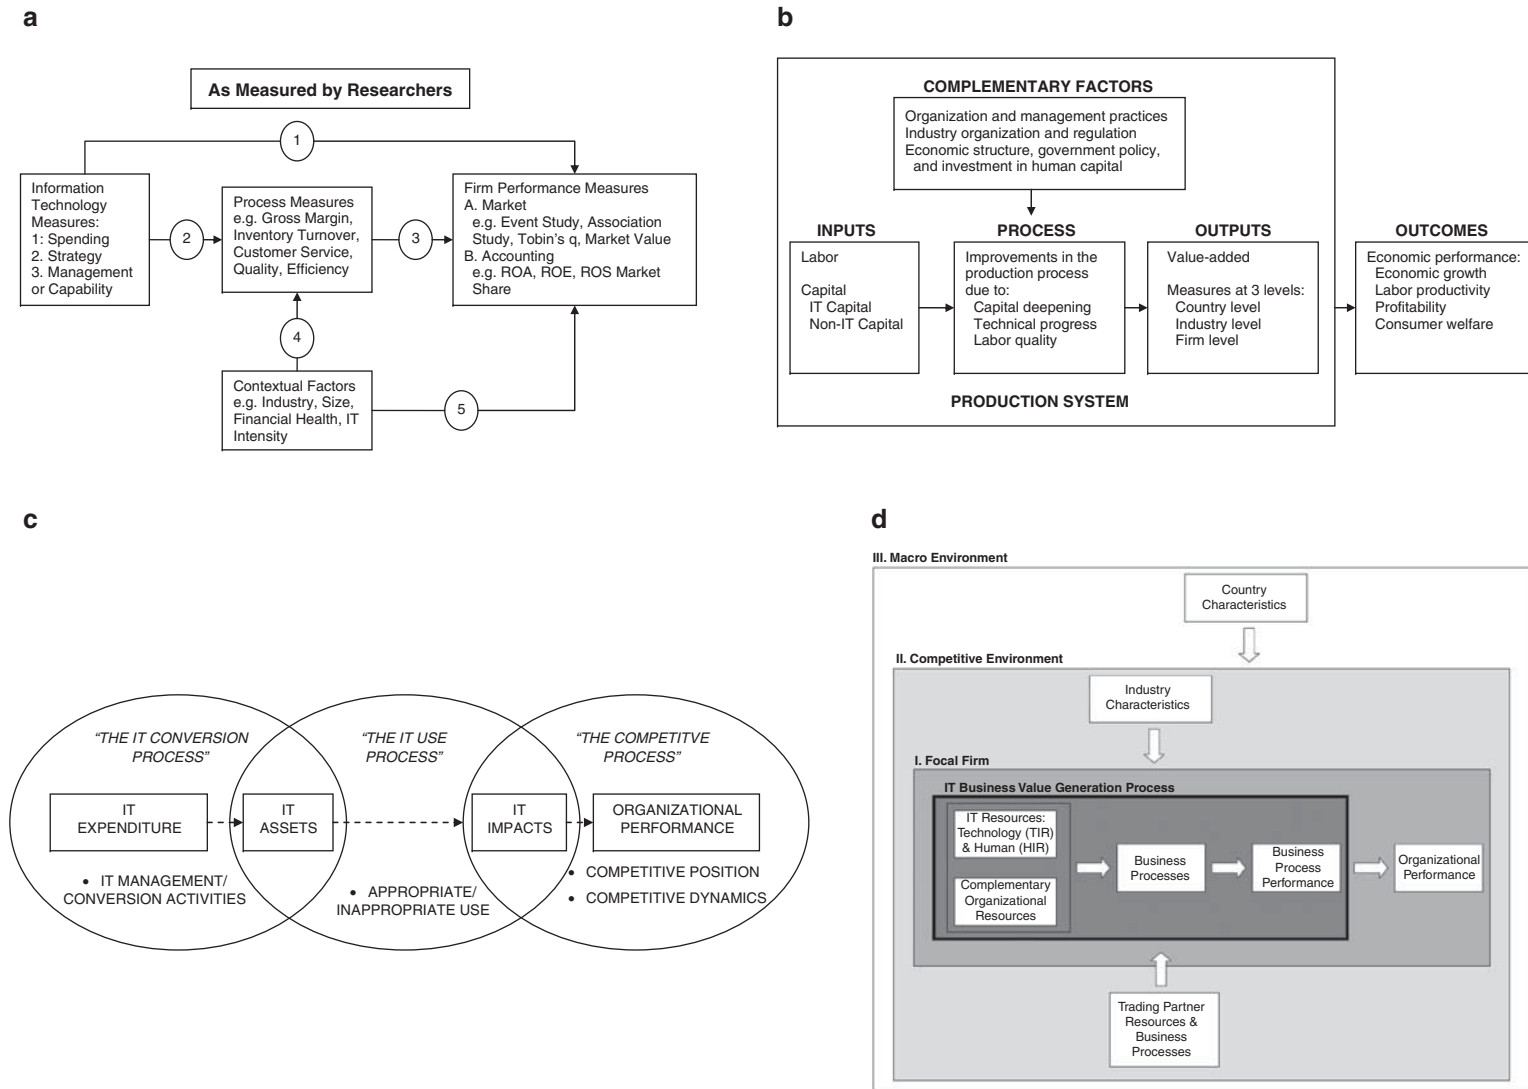 a
As Measured by Researchers
1
Information
Technology
Measures:
1: Spending
2. Strategy
3. Management
or Capability
2
Process Measures
e.g. Gross Margin,
Inventory Turnover,
Customer Service,
Quality, Efficiency
3
Firm Performance Measures
A. Market
e.g. Event Study, Association
Study, Tobin's q, Market Value
B. Accounting
e.g. ROA, ROE, ROS Market
Share
4
Contextual Factors
e.g. Industry, Size,
Financial Health, IT
Intensity
5
b
COMPLEMENTARY FACTORS
Organization and management practices
Industry organization and regulation
Economic structure, government policy,
and investment in human capital
INPUTS
Labor
Capital
IT Capital
Non-IT Capital
PROCESS
Improvements in the
production process
due to:
Capital deepening
Technical progress
Labor quality
OUTPUTS
Value-added
Measures at 3 levels:
Country level
Industry level
Firm level
OUTCOMES
Economic performance:
Economic growth
Labor productivity
Profitability
Consumer welfare
PRODUCTION SYSTEM
c
"THE IT CONVERSION
PROCESS"
"THE IT USE
PROCESS"
"THE COMPETITVE
PROCESS"
IT
EXPENDITURE
IT
ASSETS
IT
IMPACTS
ORGANIZATIONAL
PERFORMANCE
• IT MANAGEMENT/
CONVERSION ACTIVITIES
• APPROPRIATE/
INAPPROPRIATE USE
• COMPETITIVE POSITION
• COMPETITIVE DYNAMICS
d
III. Macro Environment
Country
Characteristics
II. Competitive Environment
Industry
Characteristics
I. Focal Firm
IT Business Value Generation Process
IT Resources:
Technology (TIR)
& Human (HIR)
Complementary
Organizational
Resources
Business
Processes
Business
Process
Performance
Organizational
Performance
Trading Partner
Resources &
Business
Processes